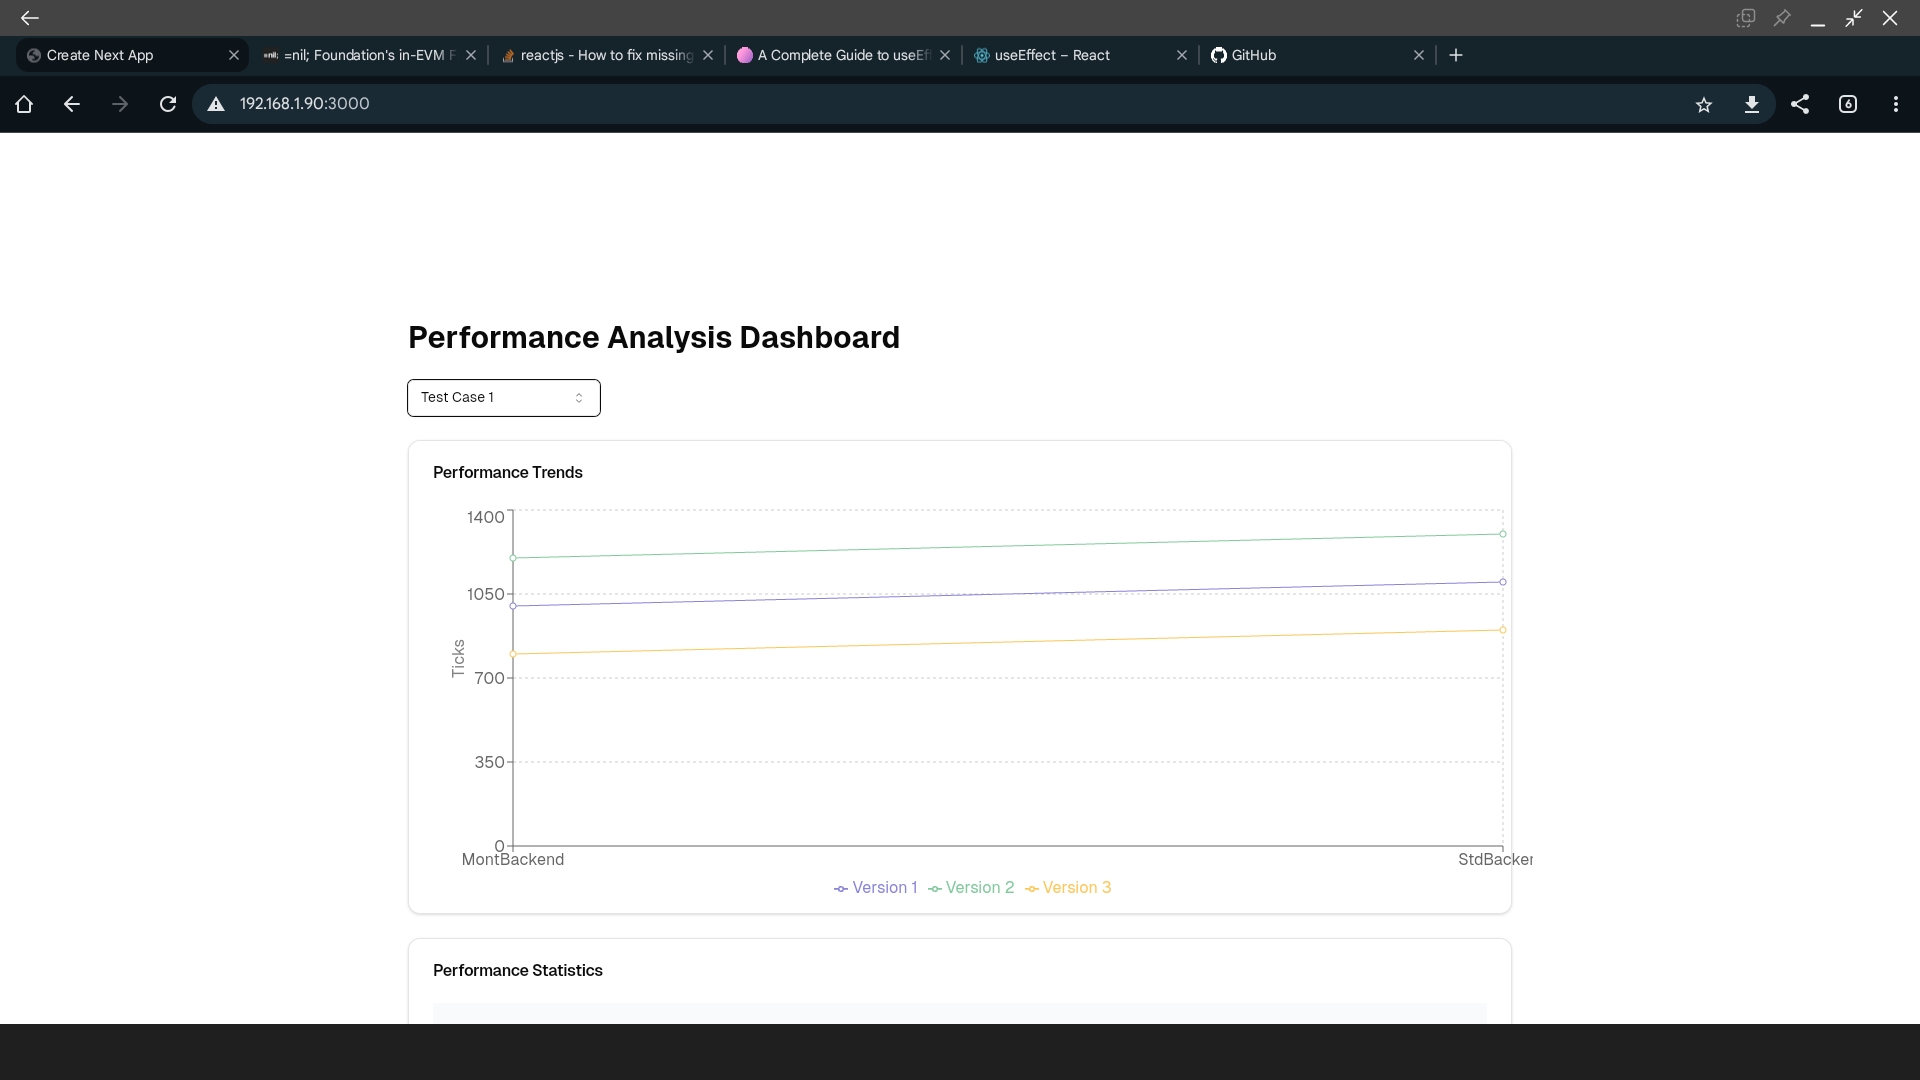 Create Next App
=nil; Foundation's in-EVM F
reactjs - How to fix missing
A Complete Guide to useEff
useEffect – React
GitHub
192.168.1.90:3000
6
Performance Analysis Dashboard
Test Case 1
Performance Trends
1400
1050
700
350
0
Ticks
MontBackend
StdBacken
Version 1
Version 2
Version 3
Performance Statistics